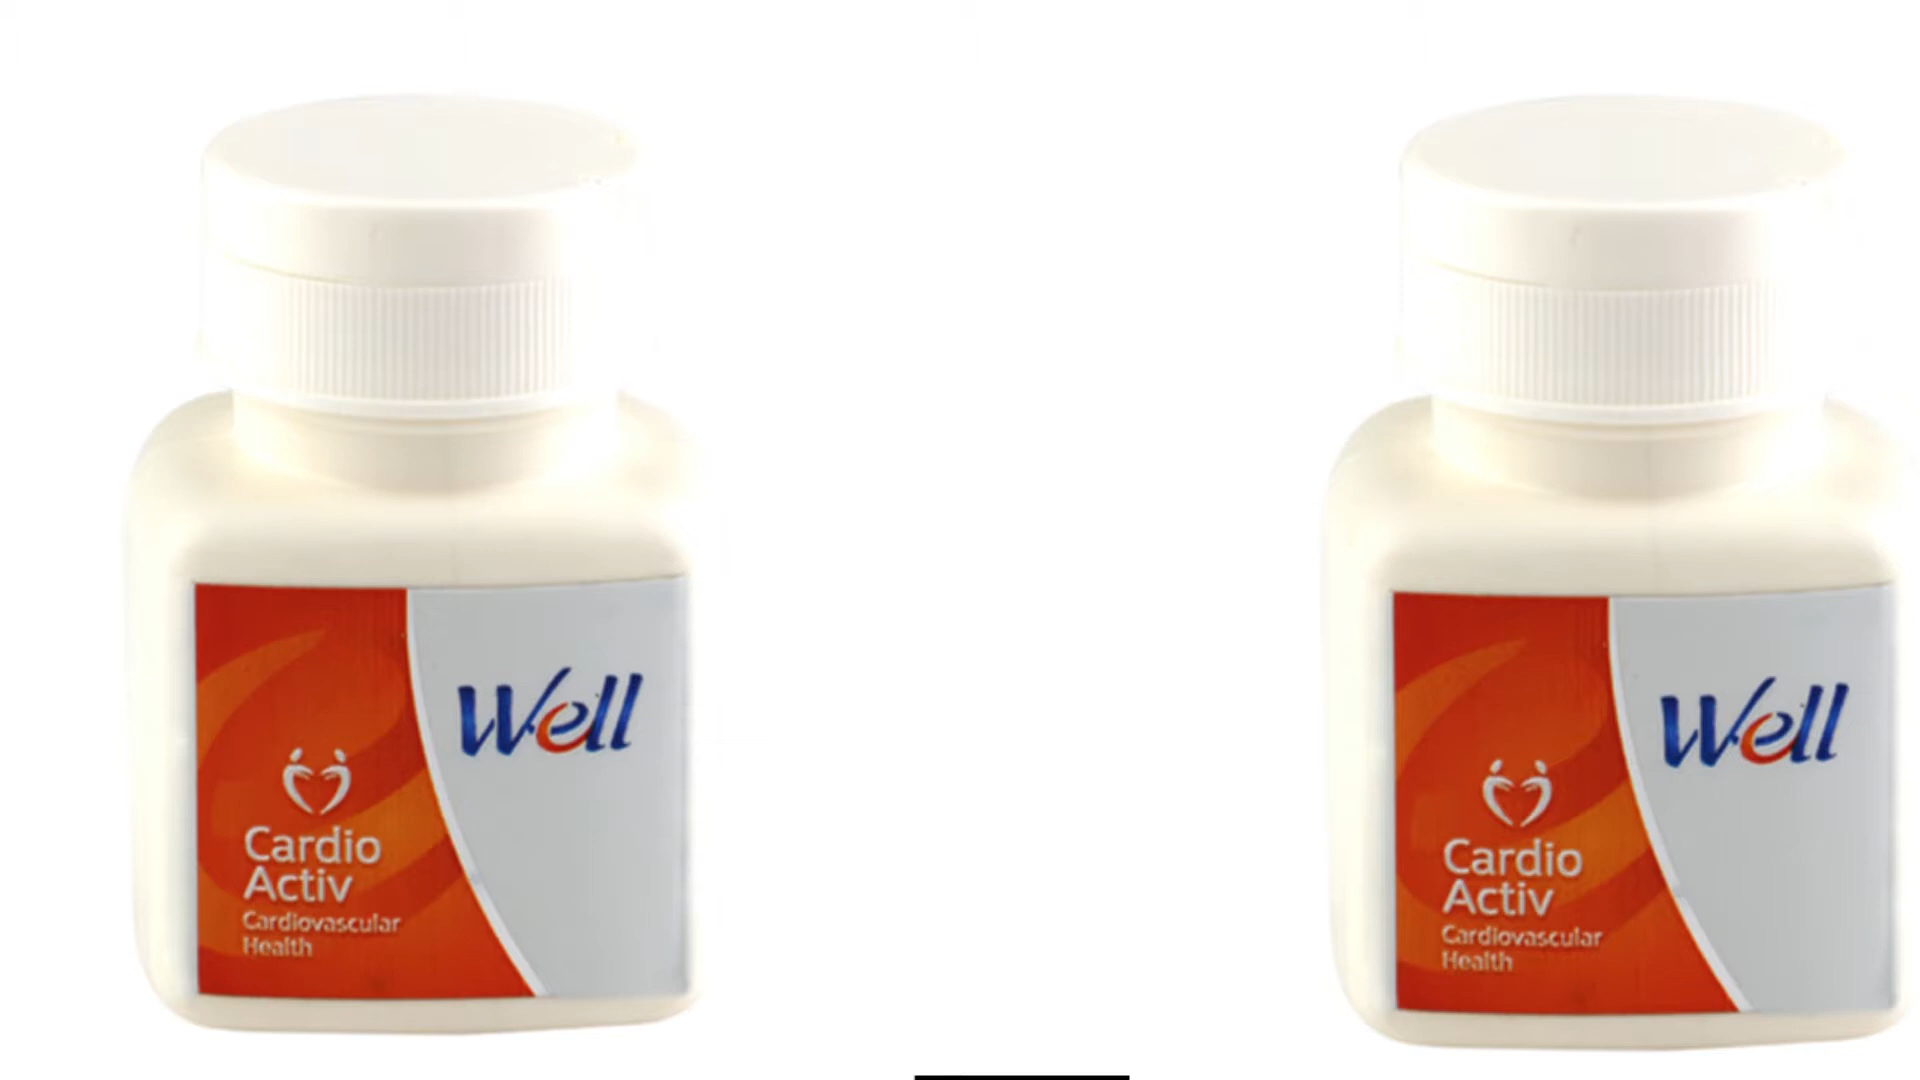 Well
Cardio
Activ
Cardiovascular
Health
Well
Cardio
Activ
Cardiovascular
Health